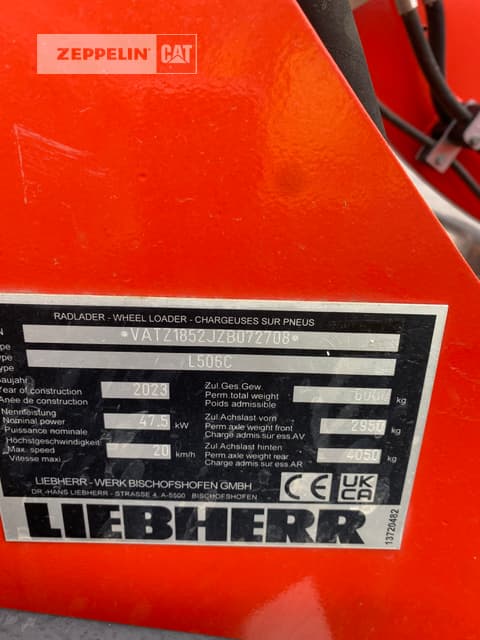 ZEPPELIN CAT
RADLADER - WHEEL LOADER - CHARGEUSES SUR PNEUS
*VATZ1852JZB072708*
L506C
Baujahr
Year of construction 2023
Anée de construction
Nennleistung
Nominal power 47.5 kW
Puissance nominale
Höchstgeschwindigkeit
Max. speed 20 km/h
Vitesse maxi
Zul.Ges.Gew.
Perm.total weight kg
Poids admissible
Zul Achslast vorn
Perm axle weight front 2950 kg
Charge admis sur ess.AV
Zul Achslast hinten
Perm axle weight rear 4050 kg
Charge admis sur ess.AR
LIEBHERR - WERK BISCHOFSHOFEN GMBH
DR.-HANS LIEBHERR - STRASSE 4, A-5500 BISCHOFSHOFEN
CE UK CA
LIEBHERR
13720482